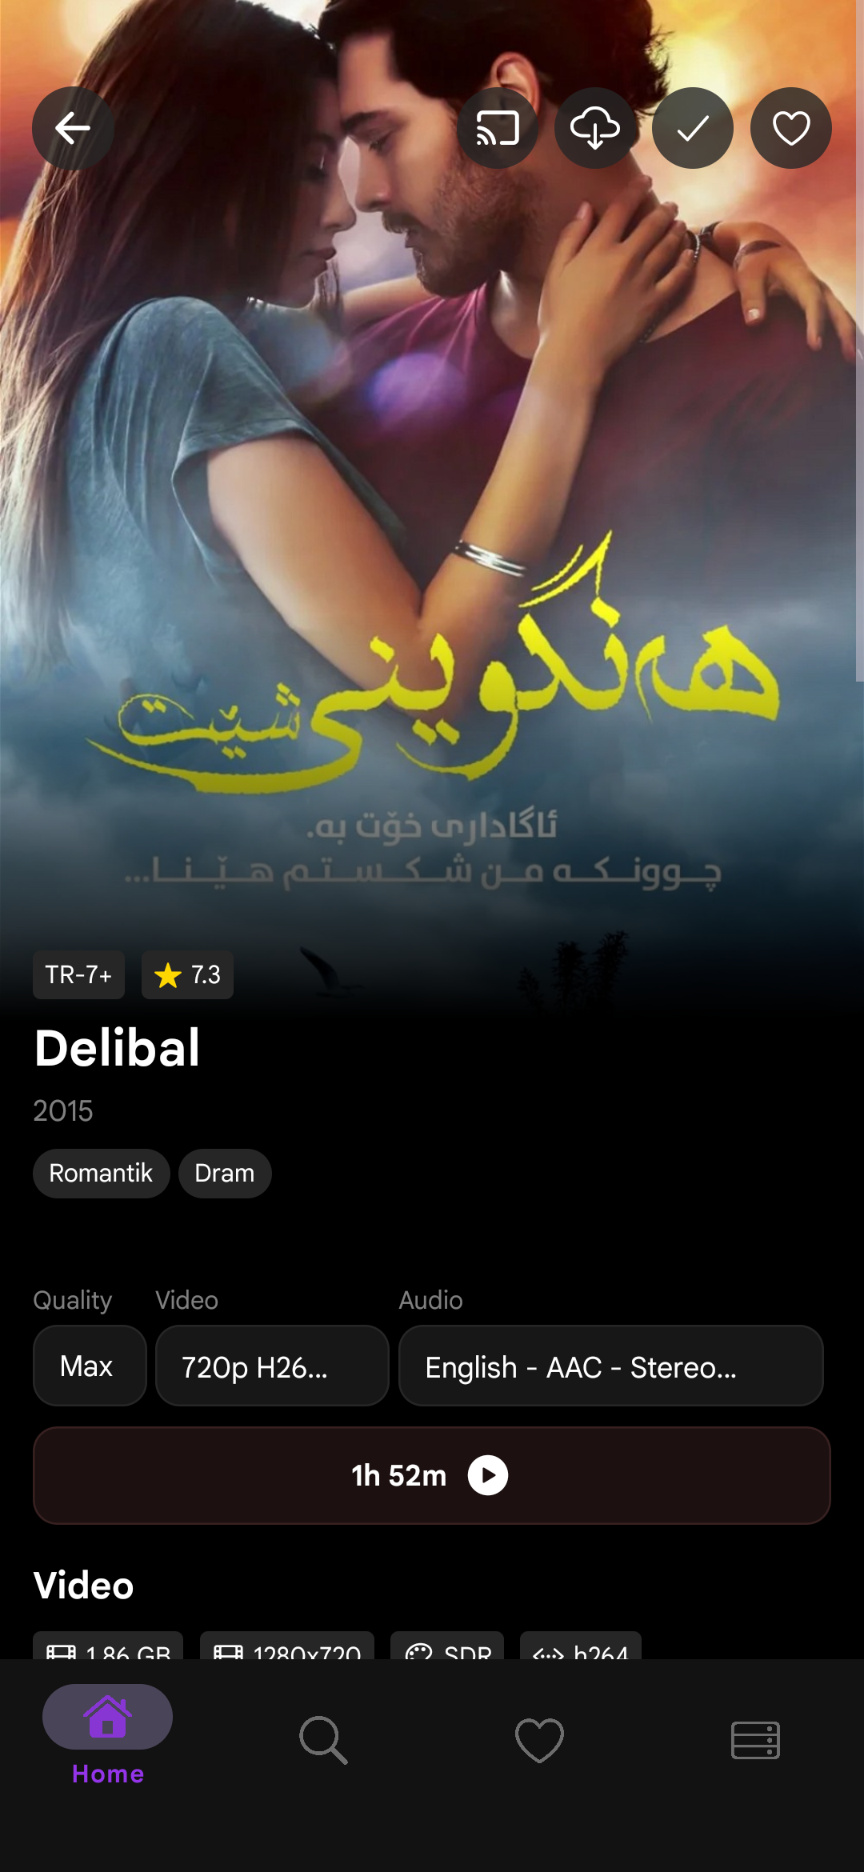 هەنگوینی شێت
ئاگاداری خۆت بە.
چوونکە من شکستم هێنا...
TR-7+ 7.3
Delibal
2015
Romantik Dram
Quality Video Audio
Max 720p H26... English - AAC - Stereo...
1h 52m
Video
1.86 GB 1280x720 SDR h264
Home